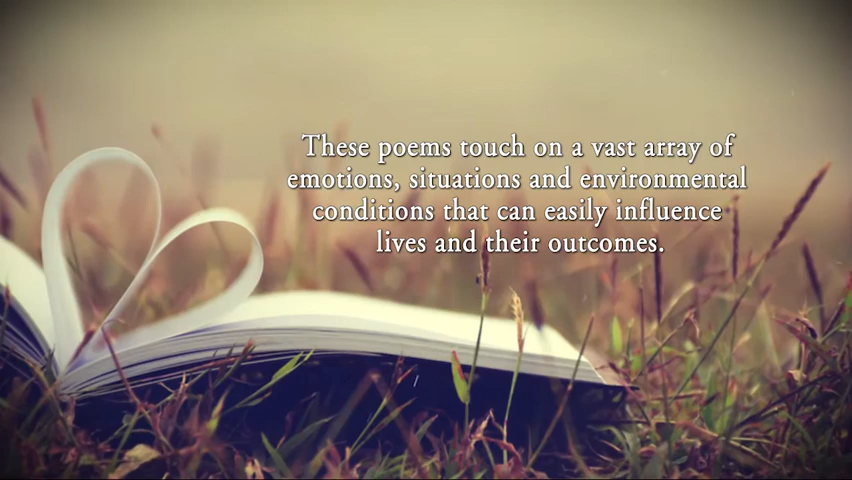 These poems touch on a vast array of
emotions, situations and environmental
conditions that can easily influence
lives and their outcomes.